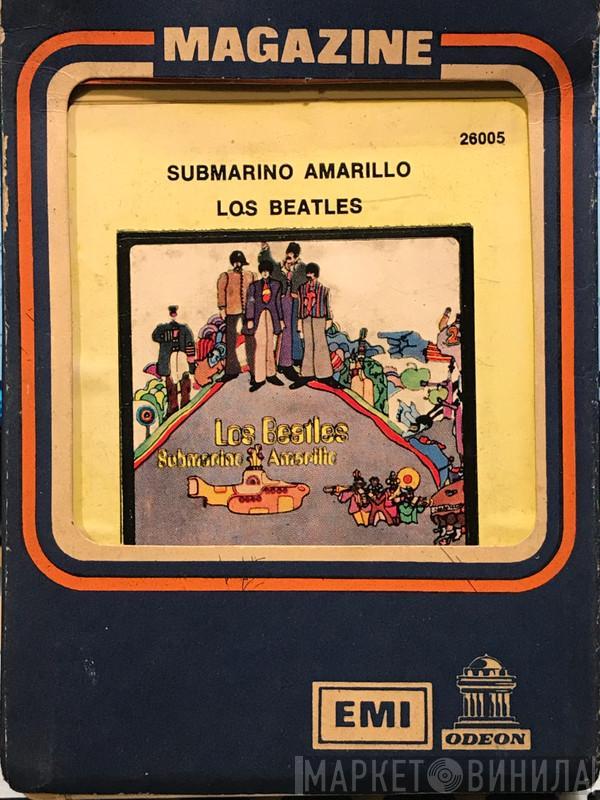 MAGAZINE
26005
SUBMARINO AMARILLO
LOS BEATLES
Los Beatles
Submarino Amarillo
EMI
ODEON
МАРКЕТ ВИНИЛА